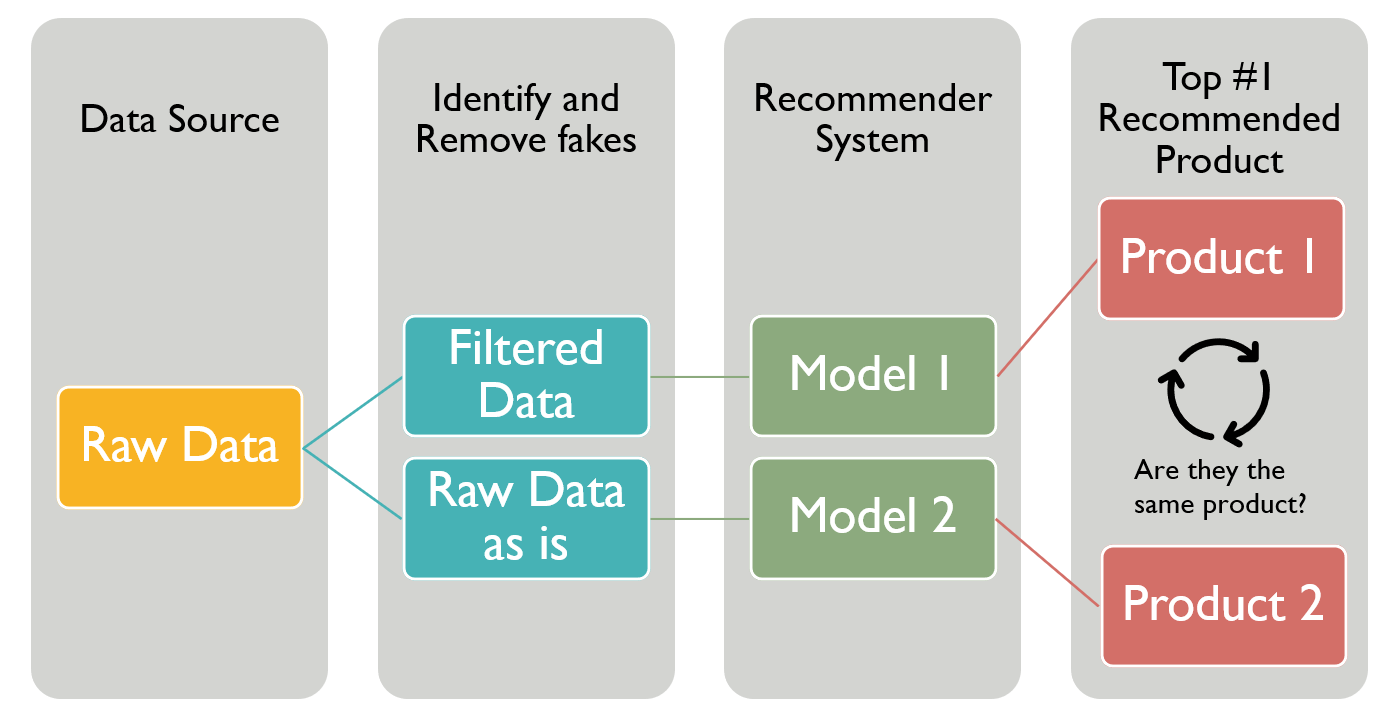 Data Source
Identify and
Remove fakes
Recommender
System
Top #1
Recommended
Product
Raw Data
Filtered
Data
Raw Data
as is
Model 1
Model 2
Product 1
Are they the
same product?
Product 2